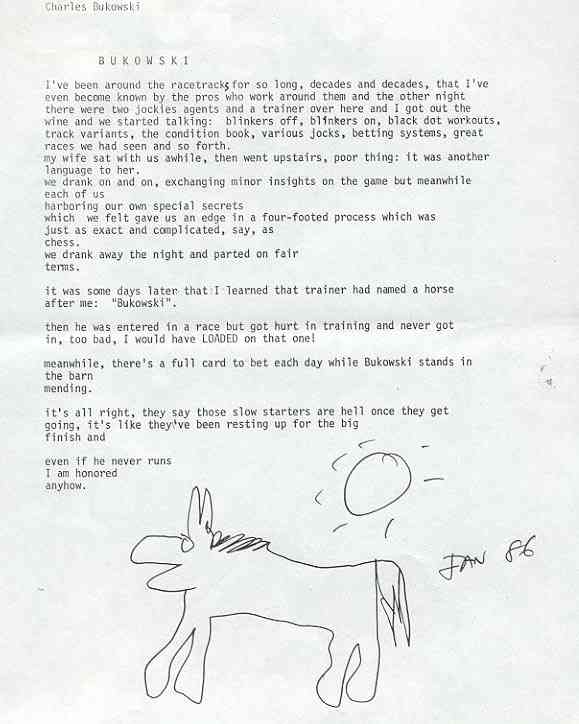 Charles Bukowski
B U K O W S K I
I've been around the racetracks for so long, decades and decades, that I've
even become known by the pros who work around them and the other night
there were two jockies agents and a trainer over here and I got out the
wine and we started talking: blinkers off, blinkers on, black dot workouts,
track variants, the condition book, various jocks, betting systems, great
races we had seen and so forth.
my wife sat with us awhile, then went upstairs, poor thing: it was another
language to her.
we drank on and on, exchanging minor insights on the game but meanwhile
each of us
harboring our own special secrets
which we felt gave us an edge in a four-footed process which was
just as exact and complicated, say, as
chess.
we drank away the night and parted on fair
terms.
it was some days later that I learned that trainer had named a horse
after me: "Bukowski".
then he was entered in a race but got hurt in training and never got
in, too bad, I would have LOADED on that one!
meanwhile, there's a full card to bet each day while Bukowski stands in
the barn
mending.
it's all right, they say those slow starters are hell once they get
going, it's like they've been resting up for the big
finish and
even if he never runs
I am honored
anyhow.
JAN 86